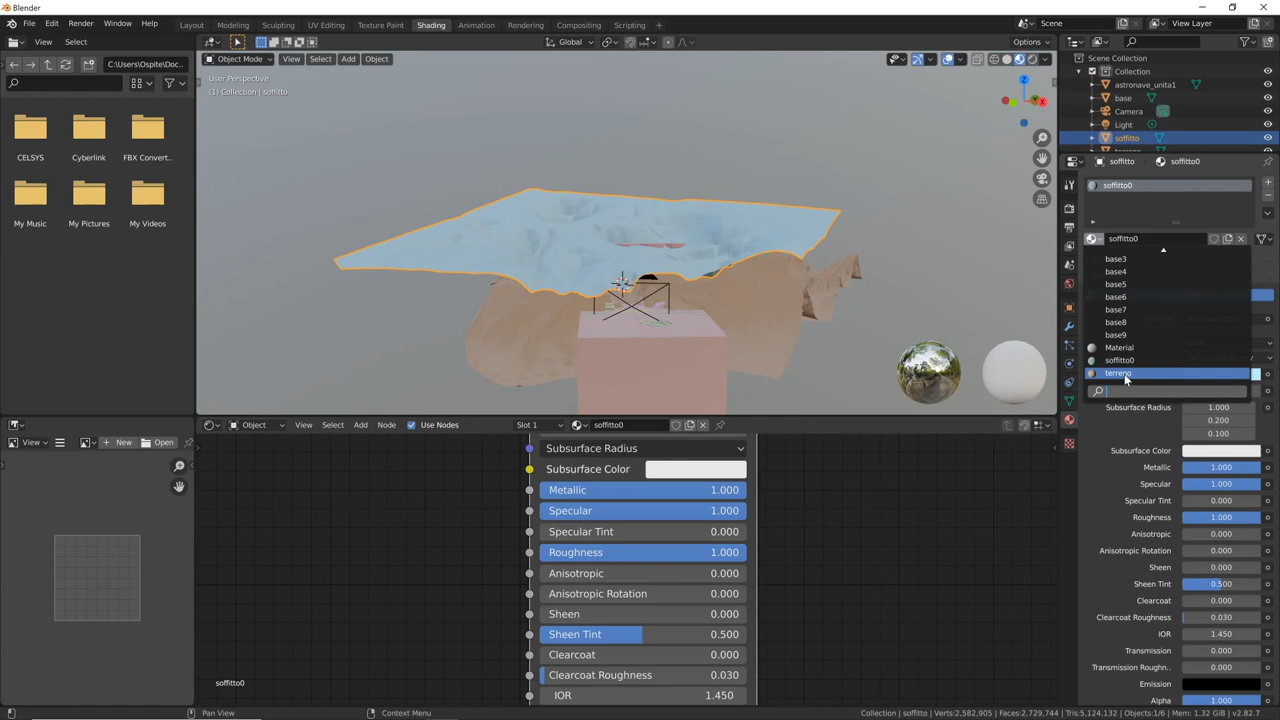 Blender
File Edit Render Window Help
Layout Modeling Sculpting UV Editing Texture Paint Shading Animation Rendering Compositing Scripting +
Scene
View Layer
View Select
Global
Options
C:\Users\Ospite\Doc...
Object Mode View Select Add Object
User Perspective
(1) Collection | soffitto
Z
X
CELSYS Cyberlink FBX Convert...
My Music My Pictures My Videos
Scene Collection
Collection
astronave_unita1
base
Camera
Light
soffitto
soffitto soffitto0
soffitto0
soffitto0
base3
base4
base5
base6
base7
base8
base9
Material
soffitto0
terreno
Subsurface Radius 1.000
0.200
0.100
Subsurface Color
Metallic 1.000
Specular 1.000
Specular Tint 0.000
Roughness 1.000
Anisotropic 0.000
Anisotropic Rotation 0.000
Sheen 0.000
Sheen Tint 0.500
Clearcoat 0.000
Clearcoat Roughness 0.030
IOR 1.450
Transmission 0.000
Transmission Roughn.. 0.000
Emission
Alpha 1.000
View New Open
Object View Select Add Node Use Nodes Slot 1 soffitto0
Subsurface Radius
Subsurface Color
Metallic 1.000
Specular 1.000
Specular Tint 0.000
Roughness 1.000
Anisotropic 0.000
Anisotropic Rotation 0.000
Sheen 0.000
Sheen Tint 0.500
Clearcoat 0.000
Clearcoat Roughness 0.030
IOR 1.450
soffitto0
Pan View
Context Menu
Collection | soffitto | Verts:2,582,905 | Faces:2,729,744 | Tris:5,124,132 | Objects:1/6 | Mem: 1.32 GiB | v2.82.7